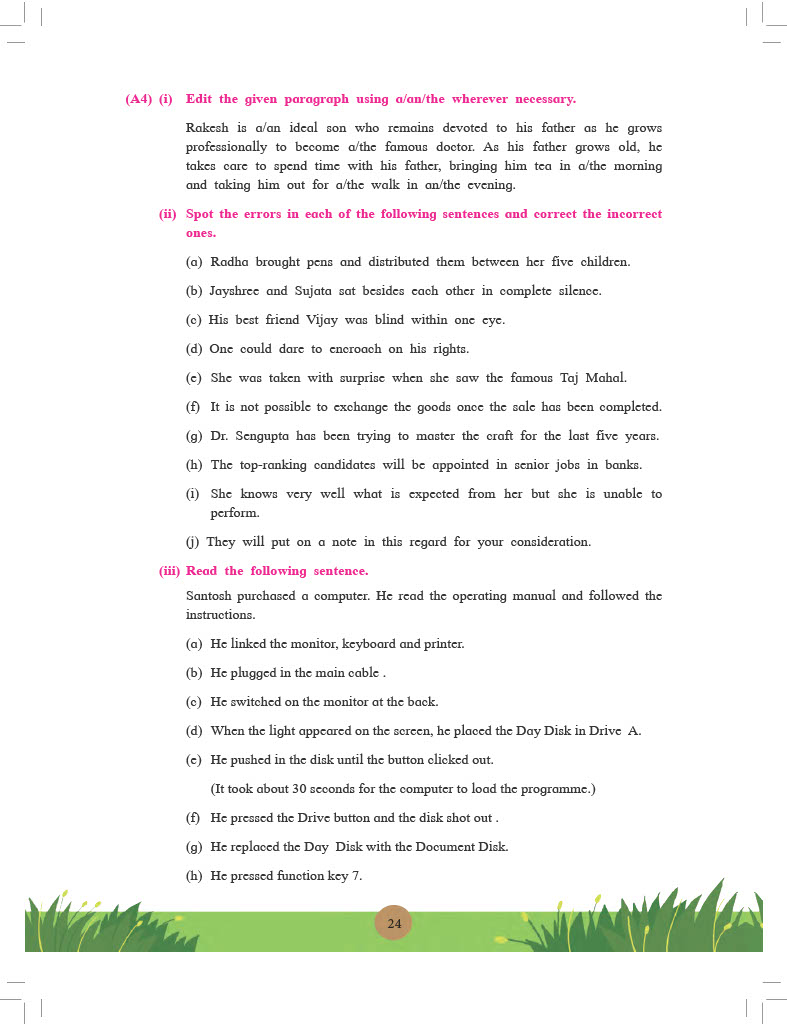 (A4) (i) Edit the given paragraph using a/an/the wherever necessary.
Rakesh is a/an ideal son who remains devoted to his father as he grows
professionally to become a/the famous doctor. As his father grows old, he
takes care to spend time with his father, bringing him tea in a/the morning
and taking him out for a/the walk in an/the evening.
(ii) Spot the errors in each of the following sentences and correct the incorrect
ones.
(a) Radha brought pens and distributed them between her five children.
(b) Jayshree and Sujata sat besides each other in complete silence.
(c) His best friend Vijay was blind within one eye.
(d) One could dare to encroach on his rights.
(e) She was taken with surprise when she saw the famous Taj Mahal.
(f) It is not possible to exchange the goods once the sale has been completed.
(g) Dr. Sengupta has been trying to master the craft for the last five years.
(h) The top-ranking candidates will be appointed in senior jobs in banks.
(i) She knows very well what is expected from her but she is unable to
perform.
(j) They will put on a note in this regard for your consideration.
(iii) Read the following sentence.
Santosh purchased a computer. He read the operating manual and followed the
instructions.
(a) He linked the monitor, keyboard and printer.
(b) He plugged in the main cable .
(c) He switched on the monitor at the back.
(d) When the light appeared on the screen, he placed the Day Disk in Drive A.
(e) He pushed in the disk until the button clicked out.
(It took about 30 seconds for the computer to load the programme.)
(f) He pressed the Drive button and the disk shot out .
(g) He replaced the Day Disk with the Document Disk.
(h) He pressed function key 7.
24